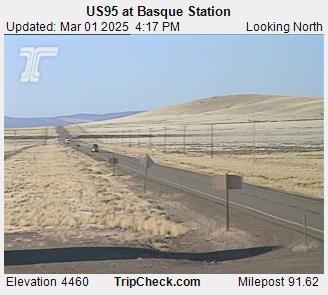 US95 at Basque Station
Updated: Mar 01 2025 4:17 PM Looking North
Elevation 4460 TripCheck.com Milepost 91.62